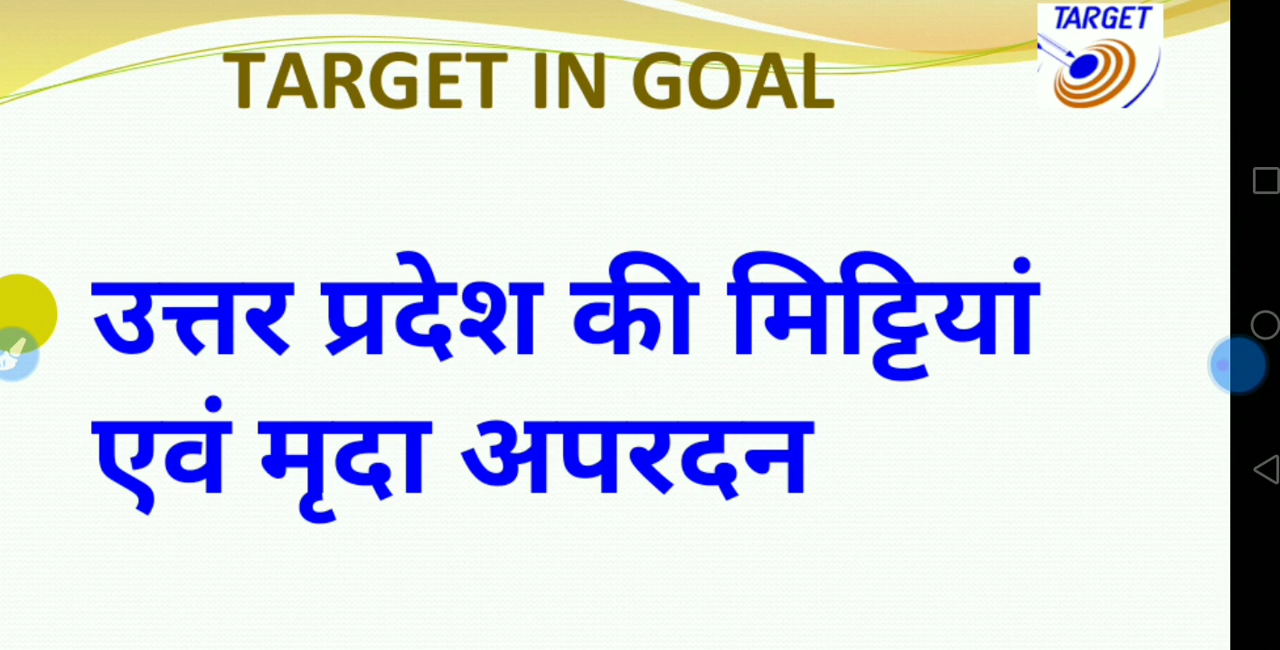 TARGET
TARGET IN GOAL
उत्तर प्रदेश की मिट्टियां
एवं मृदा अपरदन